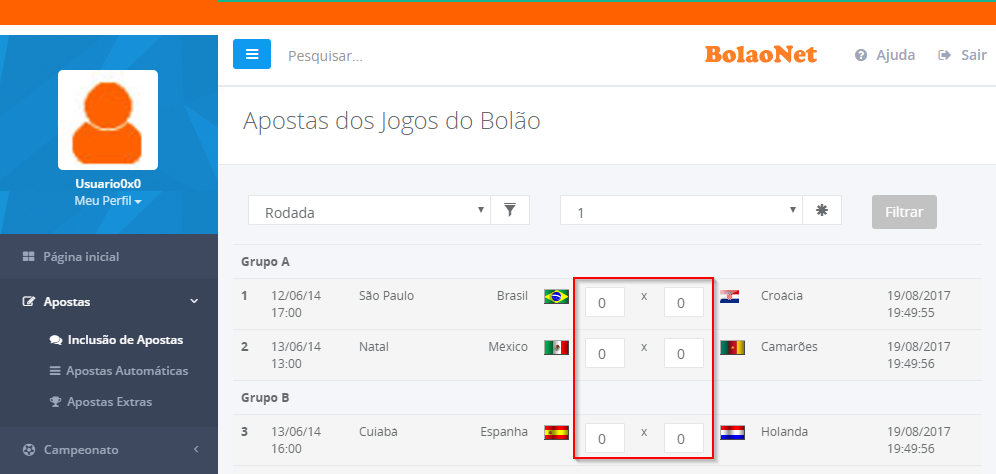 Pesquisar...
BolaoNet
Ajuda
Sair
Usuario0x0
Meu Perfil
Página inicial
Apostas
Inclusão de Apostas
Apostas Automáticas
Apostas Extras
Campeonato
Apostas dos Jogos do Bolão
Rodada
1
Filtrar
Grupo A
1 12/06/14 São Paulo Brasil 0 x 0 Croácia 19/08/2017
17:00 19:49:55
2 13/06/14 Natal México 0 x 0 Camarões 19/08/2017
13:00 19:49:56
Grupo B
3 13/06/14 Cuiabá Espanha 0 x 0 Holanda 19/08/2017
16:00 19:49:56